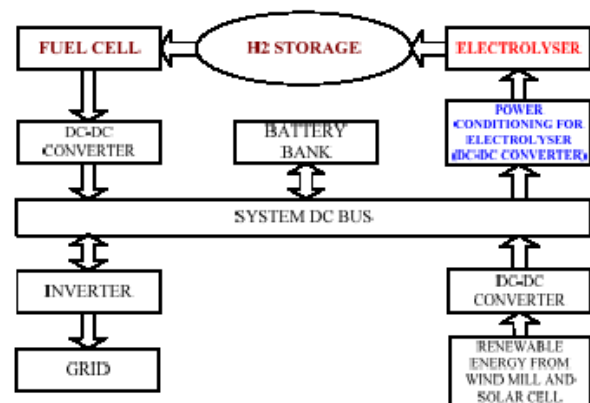 FUEL CELL
H2 STORAGE
ELECTROLYSER
DC-DC
CONVERTER
BATTERY
BANK
POWER
CONDITIONING FOR
ELECTROLYSER
(DC-DC CONVERTER)
SYSTEM DC BUS
INVERTER
DC-DC
CONVERTER
GRID
RENEWABLE
ENERGY FROM
WIND MILL AND
SOLAR CELL